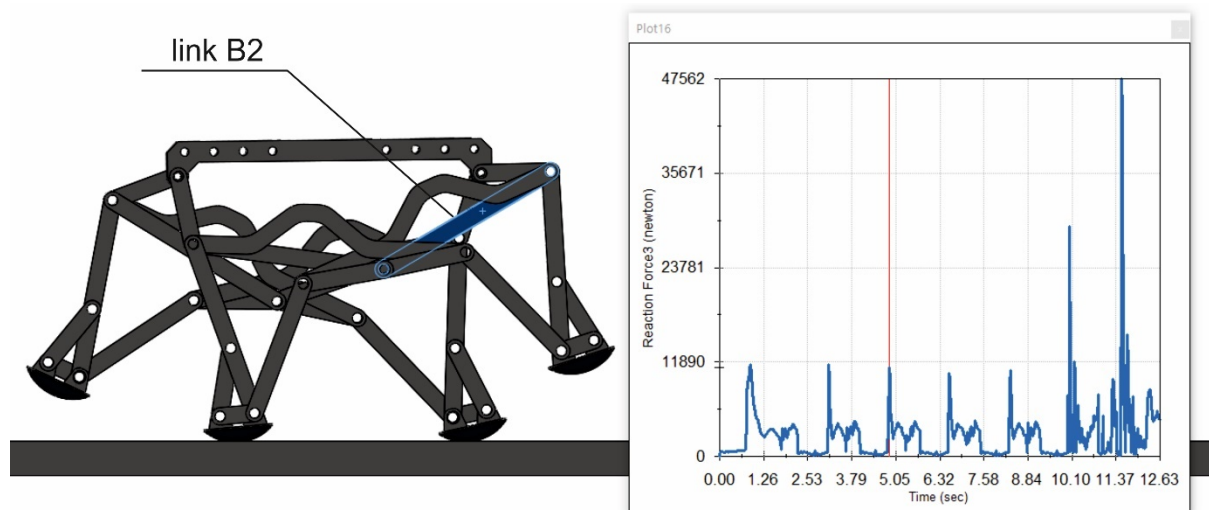 link B2
Plot16
47562
35671
23781
11890
0
Reaction Force3 (newton)
0.00 1.26 2.53 3.79 5.05 6.32 7.58 8.84 10.10 11.37 12.63
Time (sec)